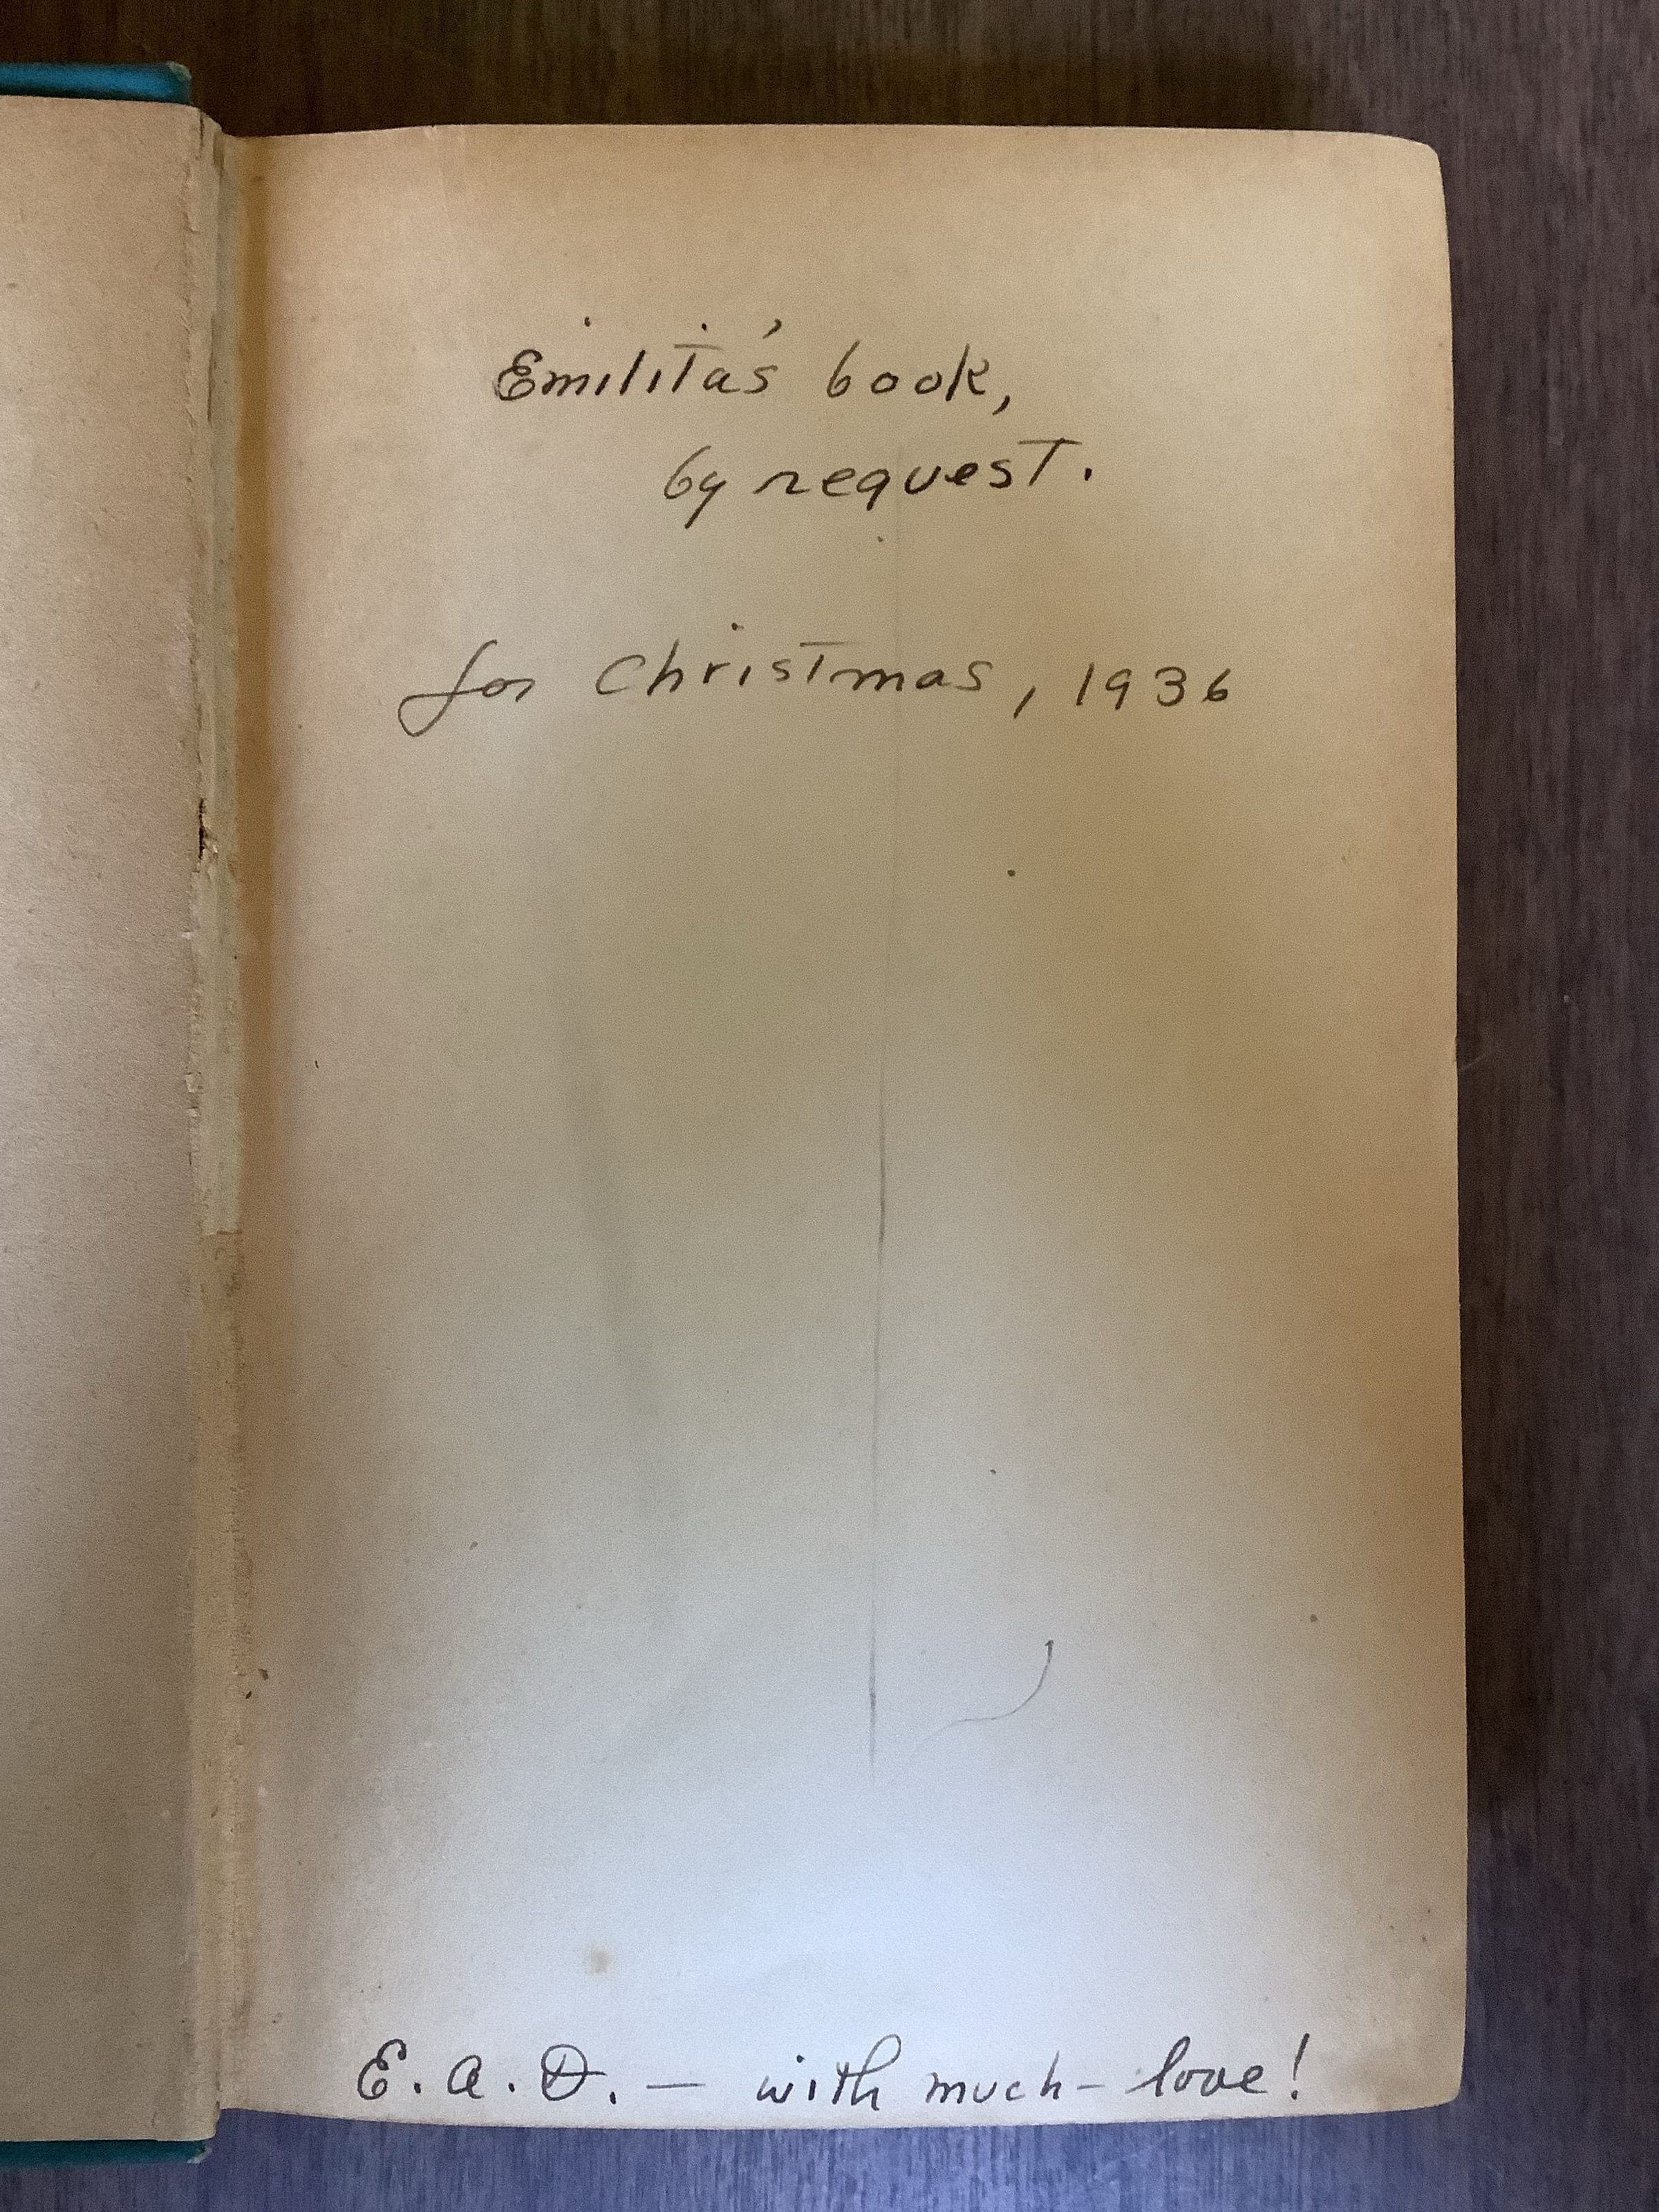 Emilita's book,
by request.
for Christmas, 1936
E. A. D. — with much - love!